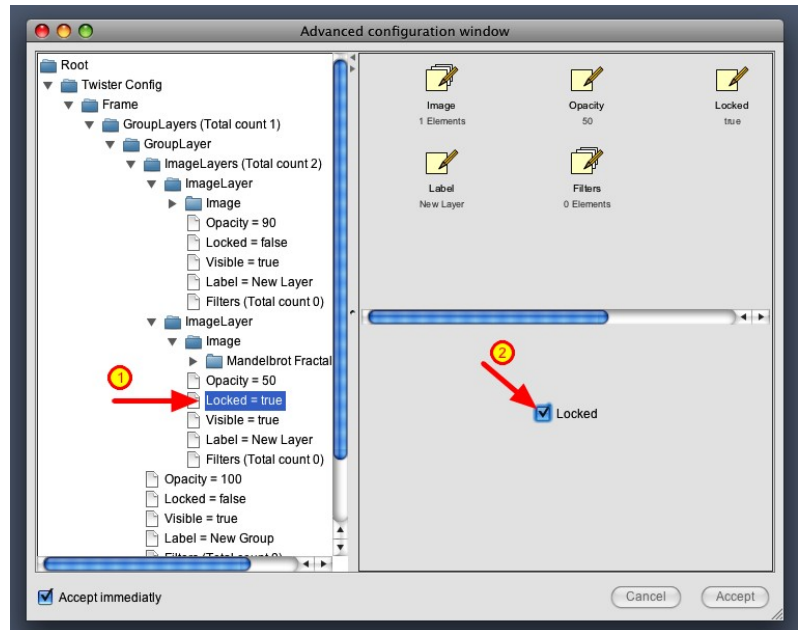 Advanced configuration window
Root
Twister Config
Frame
GroupLayers (Total count 1)
GroupLayer
ImageLayers (Total count 2)
ImageLayer
Image
Opacity = 90
Locked = false
Visible = true
Label = New Layer
Filters (Total count 0)
ImageLayer
Image
Mandelbrot Fractal
Opacity = 50
1
Locked = true
Visible = true
Label = New Layer
Filters (Total count 0)
Opacity = 100
Locked = false
Visible = true
Label = New Group
Filters (Total count 0)
Image Opacity Locked
1 Elements 50 true
Label Filters
New Layer 0 Elements
2
Locked
Accept immediatly
Cancel Accept